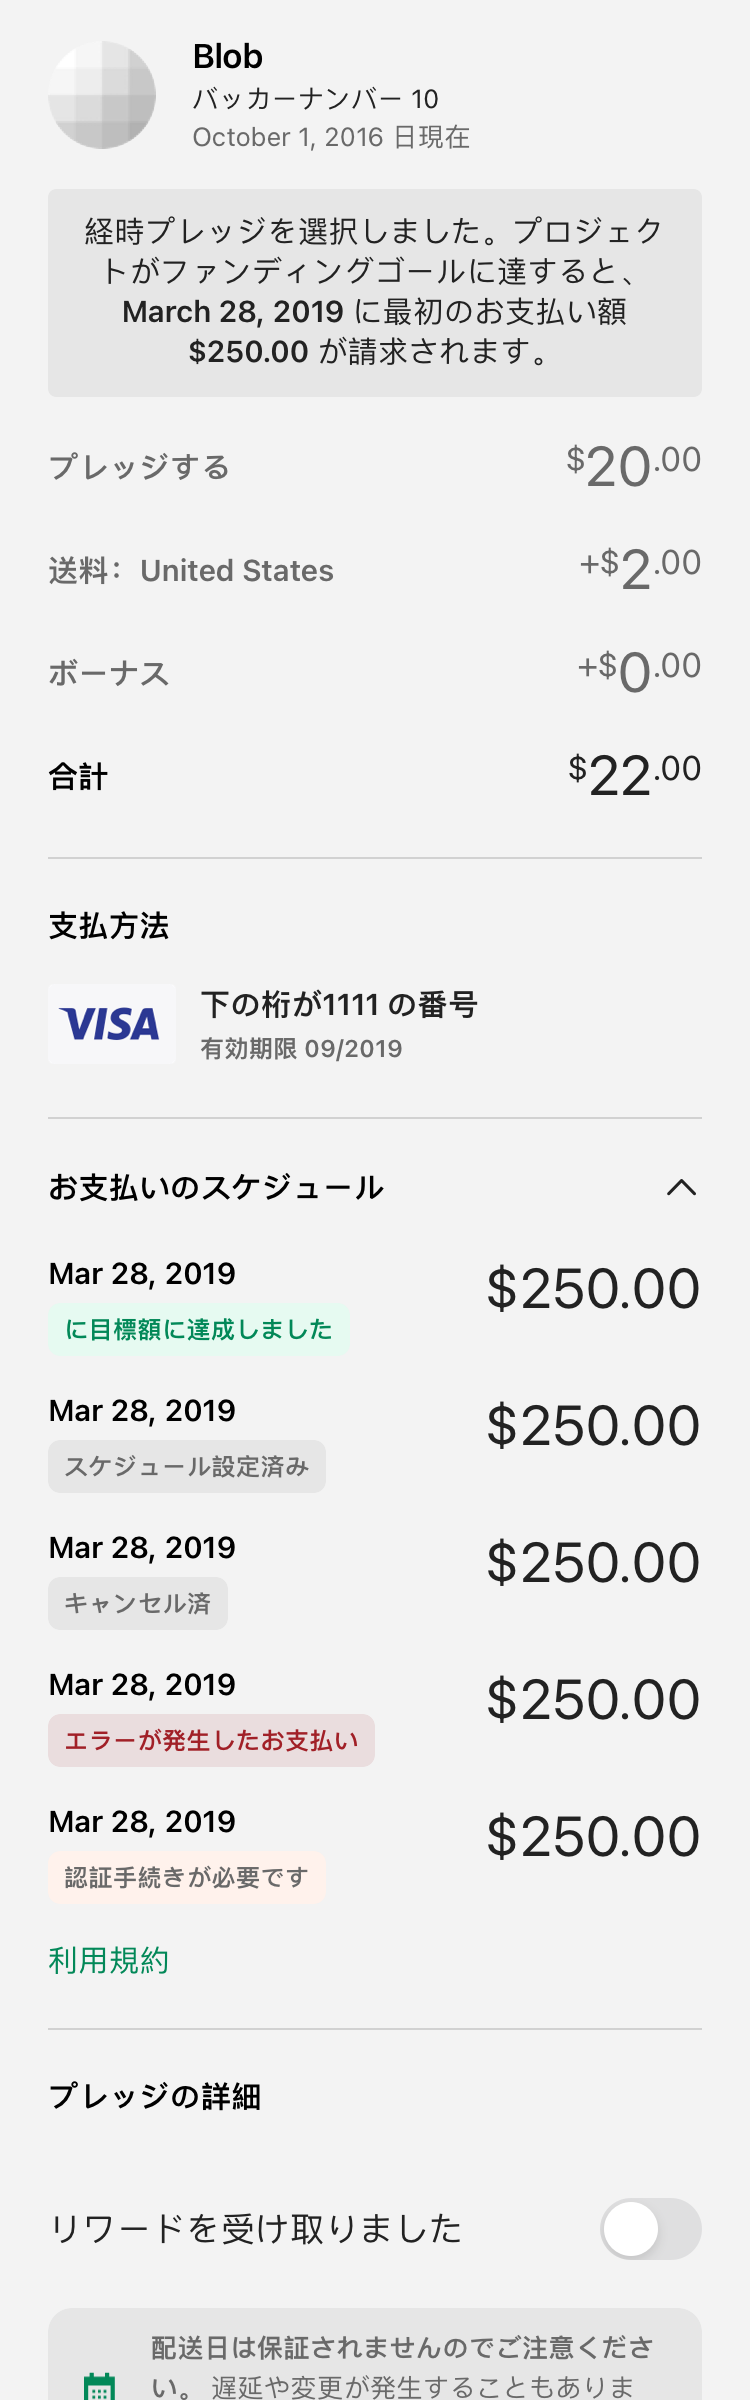 Blob
バッカーナンバー 10
October 1, 2016 日現在
経時プレッジを選択しました。プロジェク
トがファンディングゴールに達すると、
March 28, 2019 に最初のお支払い額
$250.00 が請求されます。
プレッジする $20.00
送料: United States +$2.00
ボーナス +$0.00
合計 $22.00
支払方法
VISA
下の桁が1111 の番号
有効期限 09/2019
お支払いのスケジュール
Mar 28, 2019 $250.00
に目標額に達成しました
Mar 28, 2019 $250.00
スケジュール設定済み
Mar 28, 2019 $250.00
キャンセル済
Mar 28, 2019 $250.00
エラーが発生したお支払い
Mar 28, 2019 $250.00
認証手続きが必要です
利用規約
プレッジの詳細
リワードを受け取りました
配送日は保証されませんのでご注意くださ
い。 遅延や変更が発生することもありま